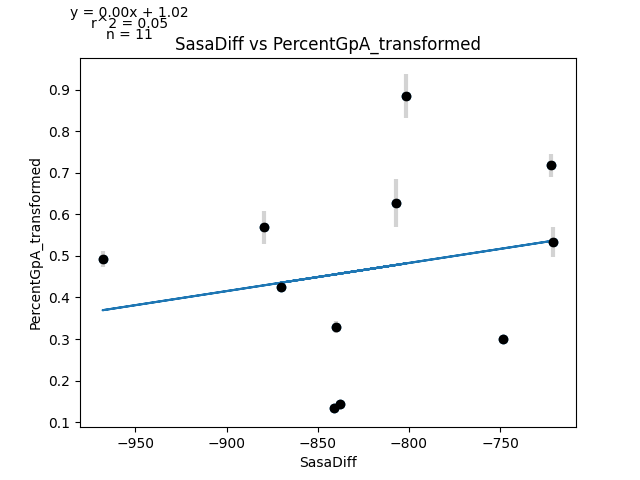 y = 0.00x + 1.02
r^2 = 0.05
n = 11
SasaDiff vs PercentGpA_transformed
PercentGpA_transformed
0.9
0.8
0.7
0.6
0.5
0.4
0.3
0.2
0.1
−950 −900 −850 −800 −750
SasaDiff